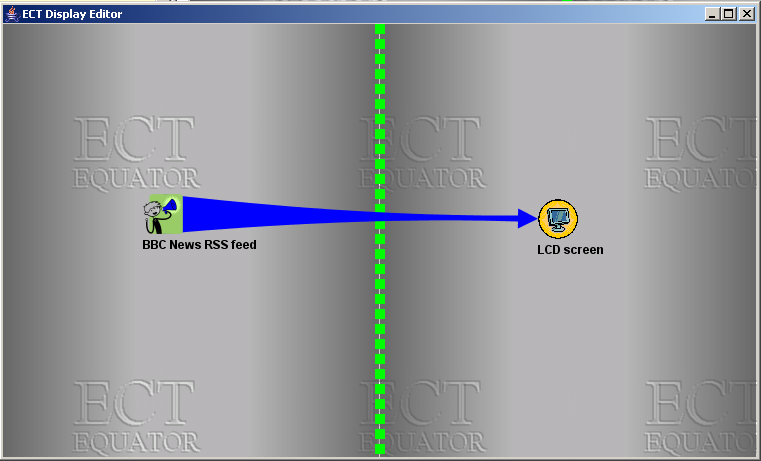 ECT Display Editor
ECT ECT ECT
EQUATOR EQUATOR EQUATOR
BBC News RSS feed
LCD screen
ECT ECT ECT
EQUATOR EQUATOR EQUATOR